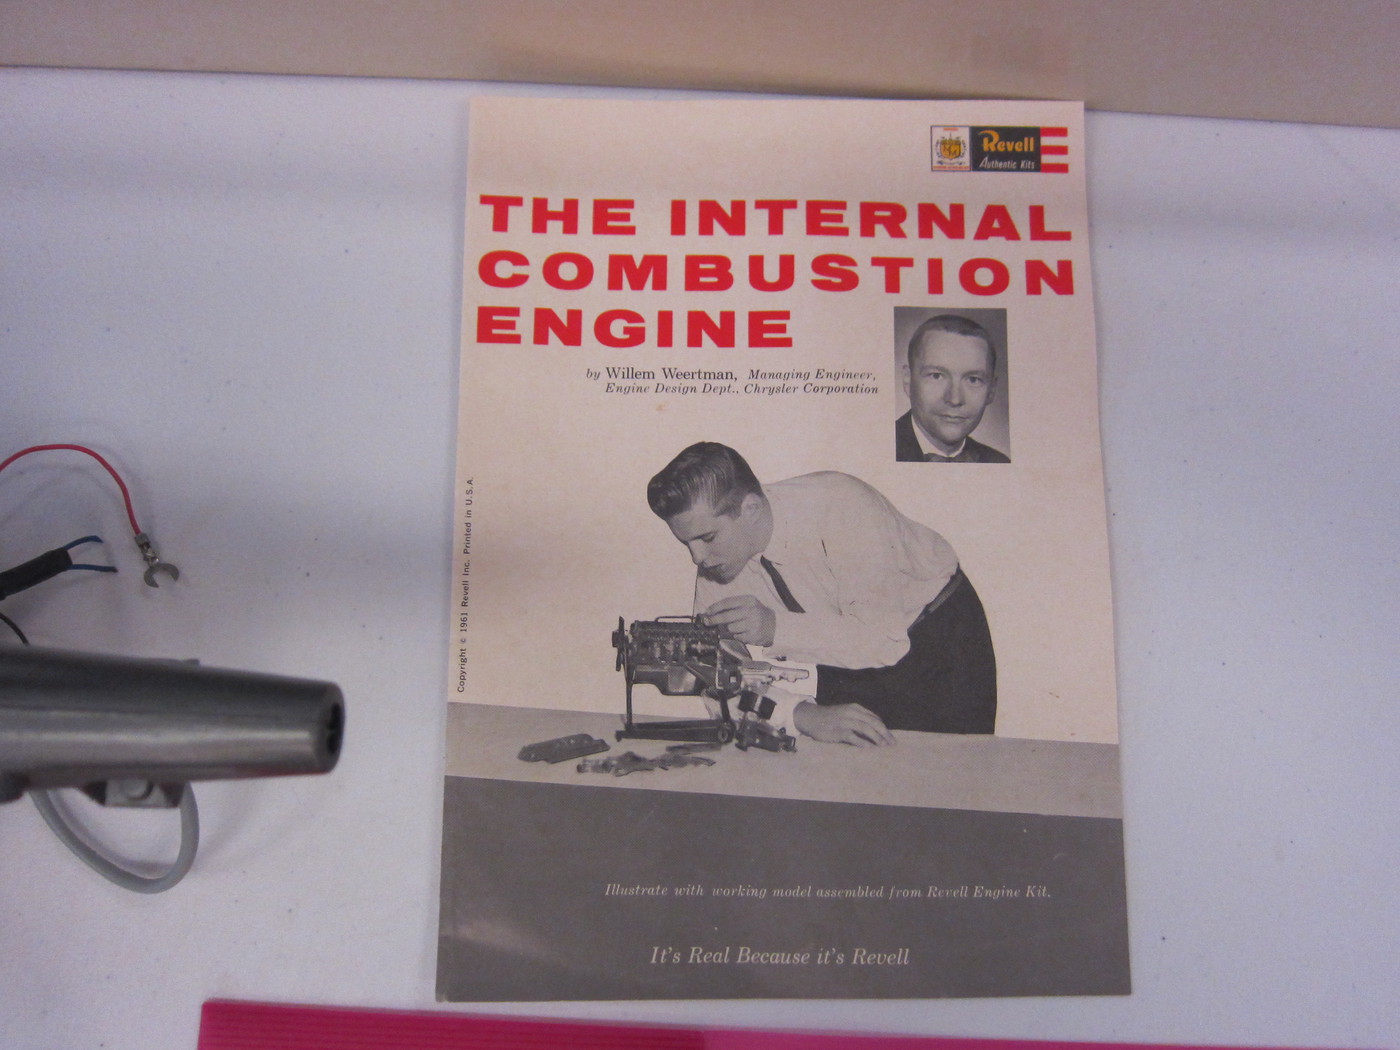 Revell
Authentic Kits
THE INTERNAL
COMBUSTION
ENGINE
by Willem Weertman, Managing Engineer,
Engine Design Dept., Chrysler Corporation
Copyright © 1961 Revell Inc. Printed in U.S.A.
Illustrate with working model assembled from Revell Engine Kit.
It's Real Because it's Revell